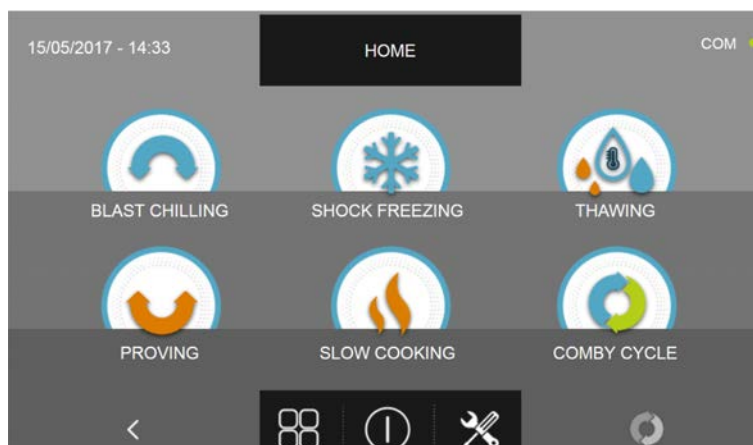 15/05/2017 - 14:33
HOME
COM
BLAST CHILLING
SHOCK FREEZING
THAWING
PROVING
SLOW COOKING
COMBY CYCLE